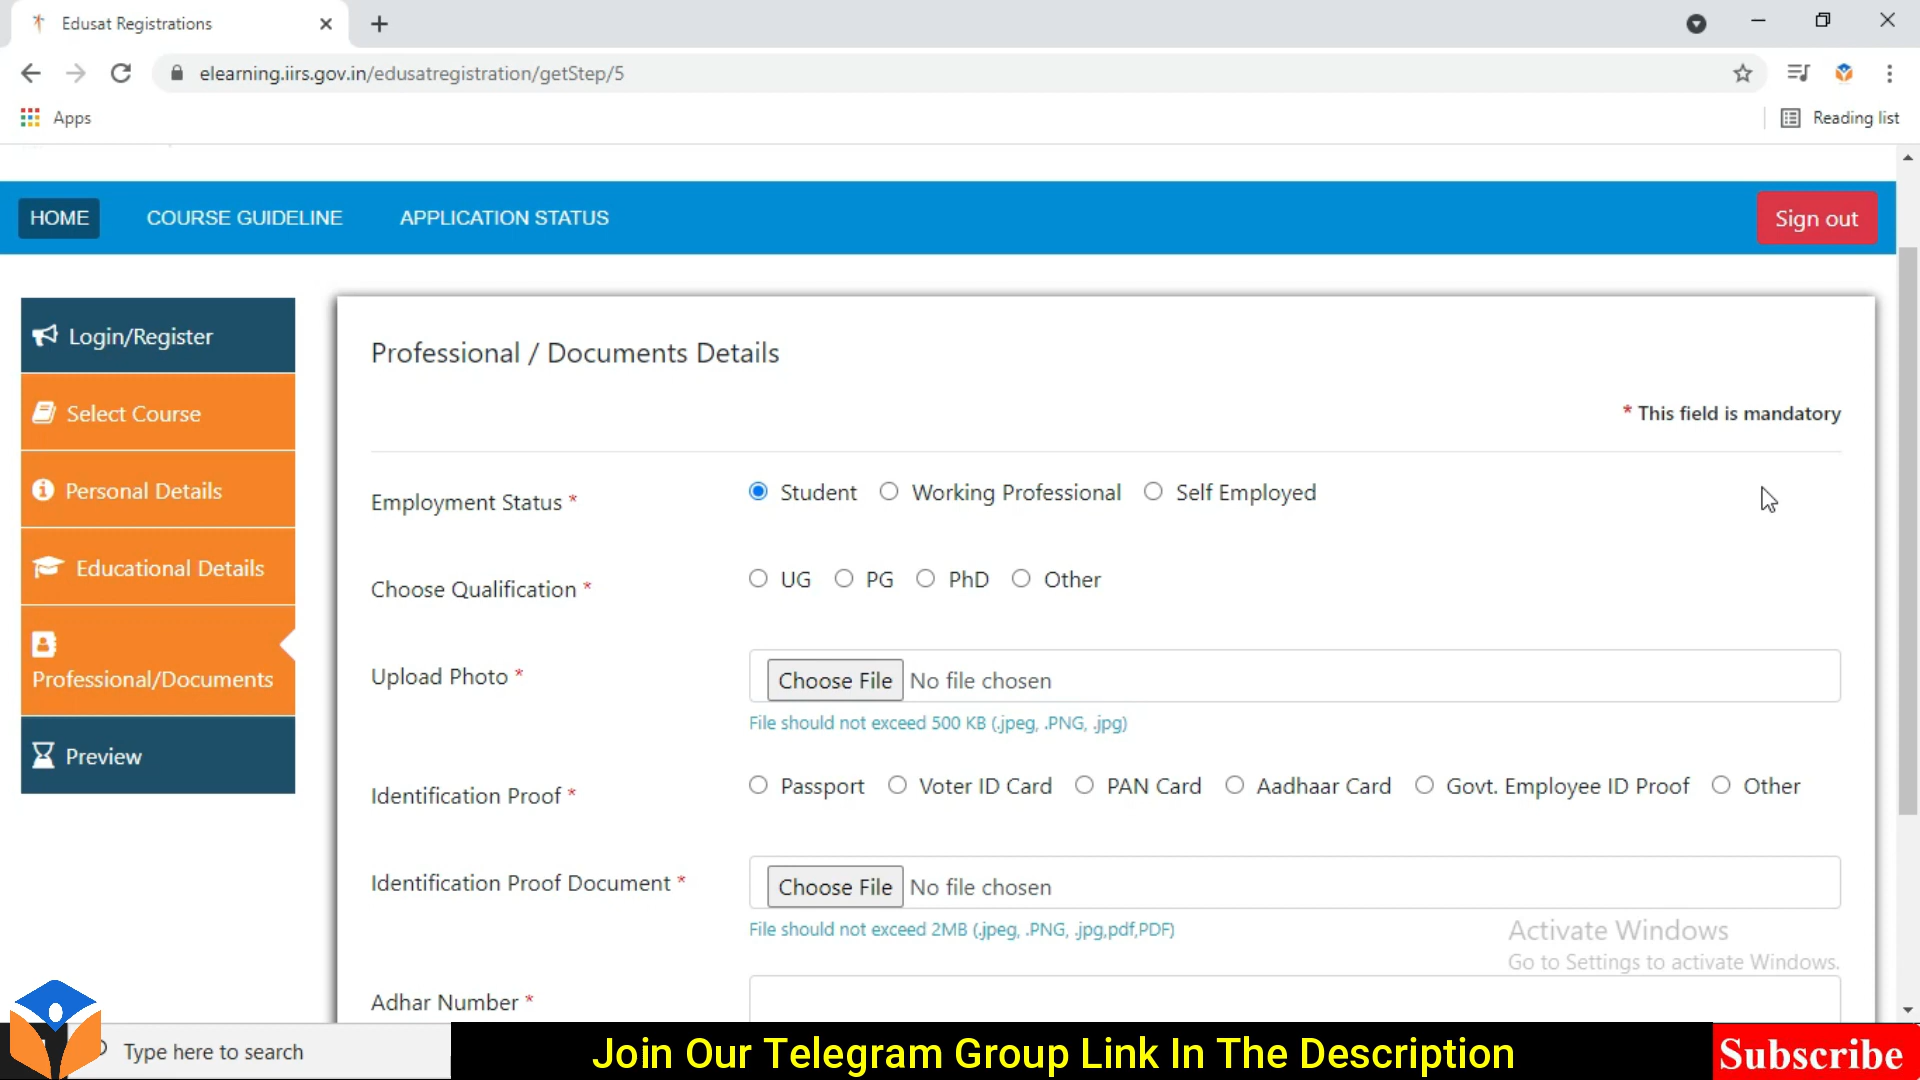 Edusat Registrations
elearning.iirs.gov.in/edusatregistration/getStep/5
Apps
Reading list
HOME COURSE GUIDELINE APPLICATION STATUS Sign out
Login/Register
Select Course
Personal Details
Educational Details
Professional/Documents
Preview
Professional / Documents Details
* This field is mandatory
Employment Status * Student Working Professional Self Employed
Choose Qualification * UG PG PhD Other
Upload Photo * Choose File No file chosen
File should not exceed 500 KB (.jpeg, .PNG, .jpg)
Identification Proof * Passport Voter ID Card PAN Card Aadhaar Card Govt. Employee ID Proof Other
Identification Proof Document * Choose File No file chosen
File should not exceed 2MB (.jpeg, .PNG, .jpg,pdf,PDF)
Activate Windows
Go to Settings to activate Windows.
Adhar Number *
Type here to search
Join Our Telegram Group Link In The Description
Subscribe